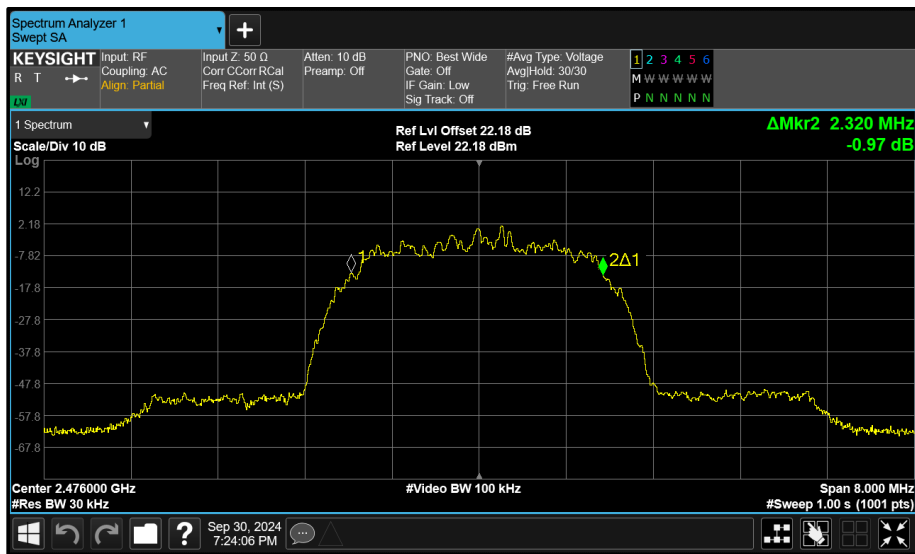 Spectrum Analyzer 1
Swept SA
+
KEYSIGHT
R T
LXI
Input: RF
Coupling: AC
Align: Partial
Input Z: 50 Ω
Corr CCorr RCal
Freq Ref: Int (S)
Atten: 10 dB
Preamp: Off
PNO: Best Wide
Gate: Off
IF Gain: Low
Sig Track: Off
#Avg Type: Voltage
Avg|Hold: 30/30
Trig: Free Run
1 2 3 4 5 6
M W W W W W
P N N N N N
1 Spectrum
Scale/Div 10 dB
Log
Ref Lvl Offset 22.18 dB
Ref Level 22.18 dBm
ΔMkr2 2.320 MHz
-0.97 dB
12.2
2.18
-7.82
-17.8
-27.8
-37.8
-47.8
-57.8
-67.8
1
2Δ1
Center 2.476000 GHz
#Video BW 100 kHz
Span 8.000 MHz
#Res BW 30 kHz
#Sweep 1.00 s (1001 pts)
?
Sep 30, 2024
7:24:06 PM